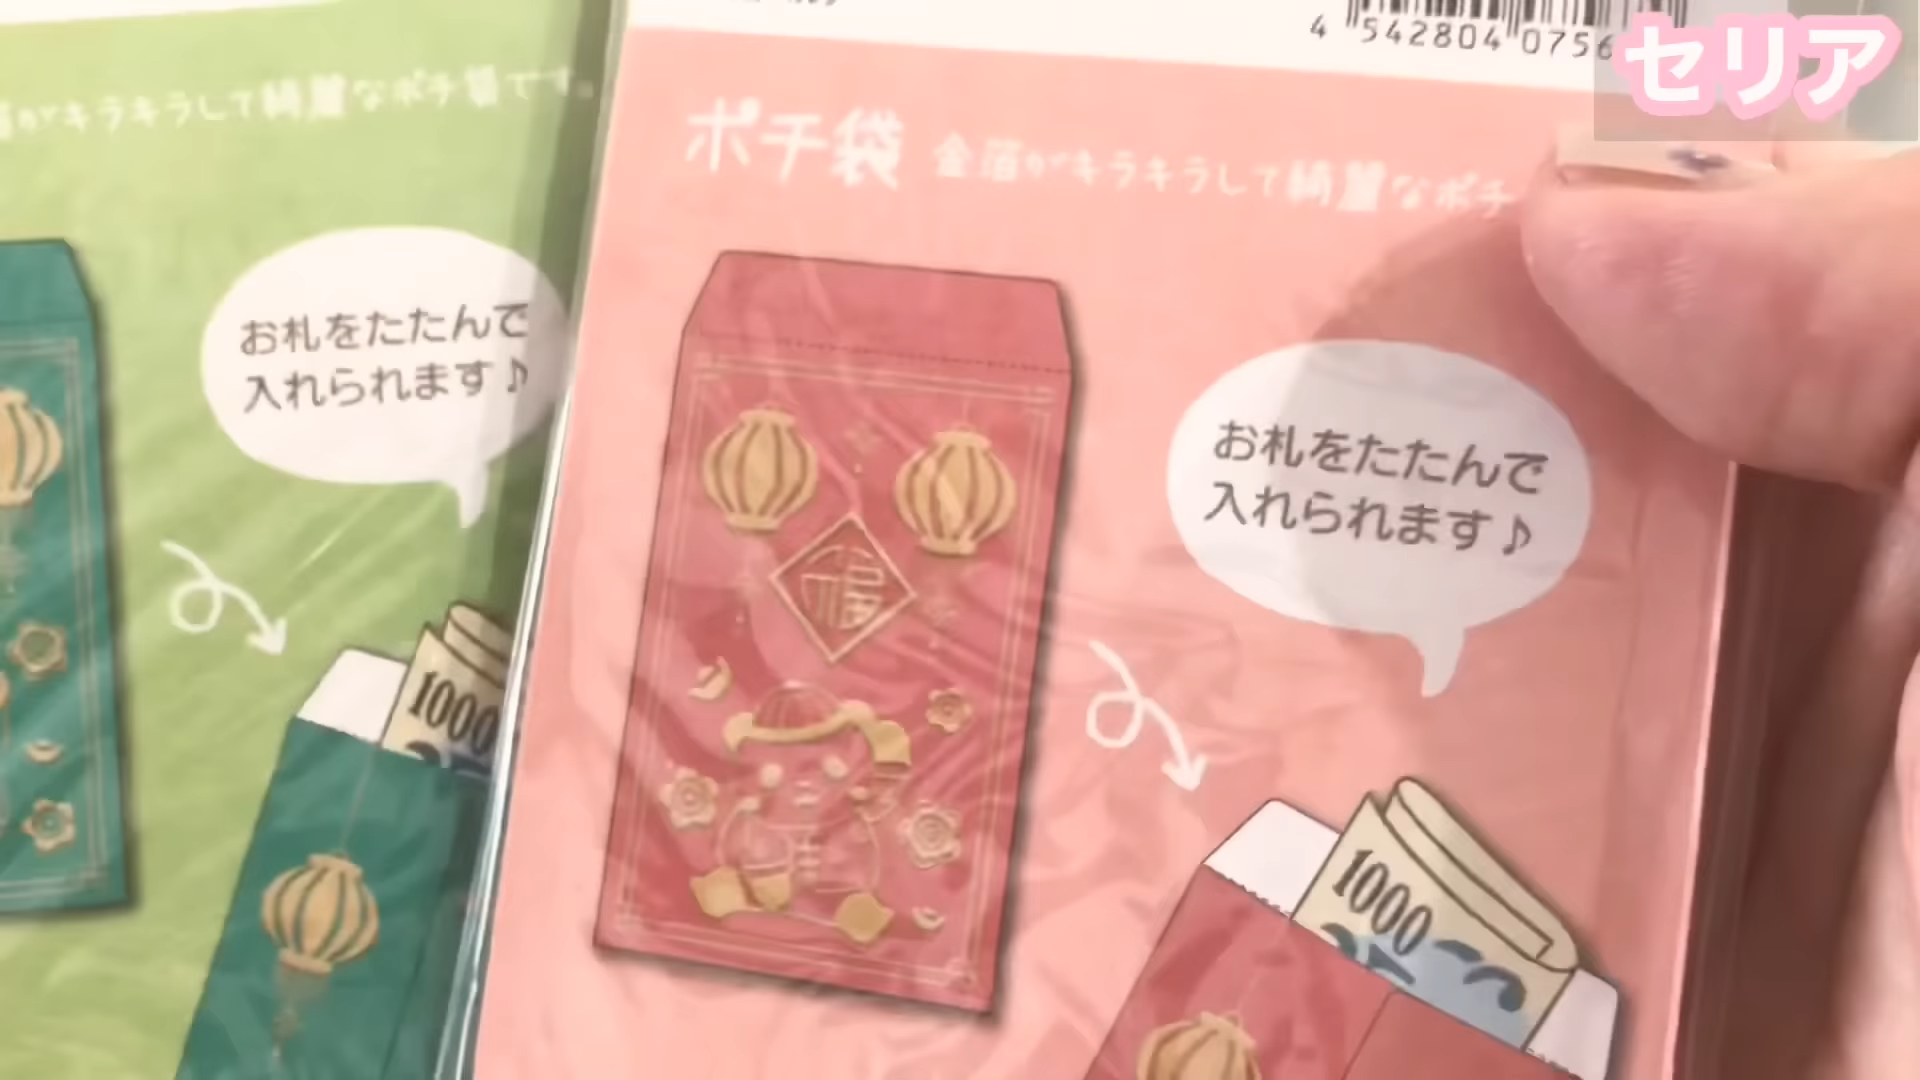 4 542804 0756
セリア
がキラキラして綺麗なポチ袋です。
ポチ袋 金箔がキラキラして綺麗なポチ
お札をたたんで
入れられます♪
お札をたたんで
入れられます♪
福
1000
1000